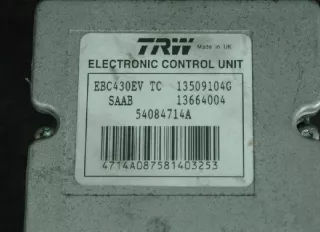 TRW Made in UK
ELECTRONIC CONTROL UNIT
EBC430EV TC 13509104G
SAAB 13664004
54084714A
4714A087581403253